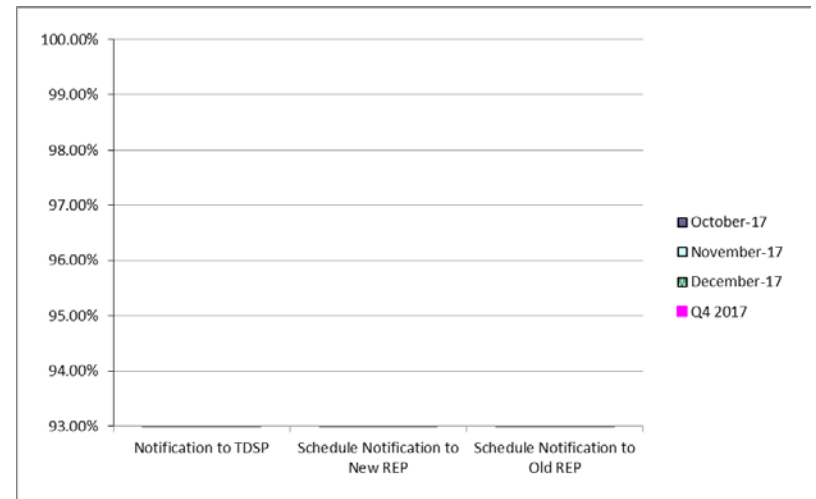 100.00%
99.00%
98.00%
97.00%
96.00%
95.00%
94.00%
93.00%
Notification to TDSP
Schedule Notification to
New REP
Schedule Notification to
Old REP
October-17
November-17
December-17
Q4 2017